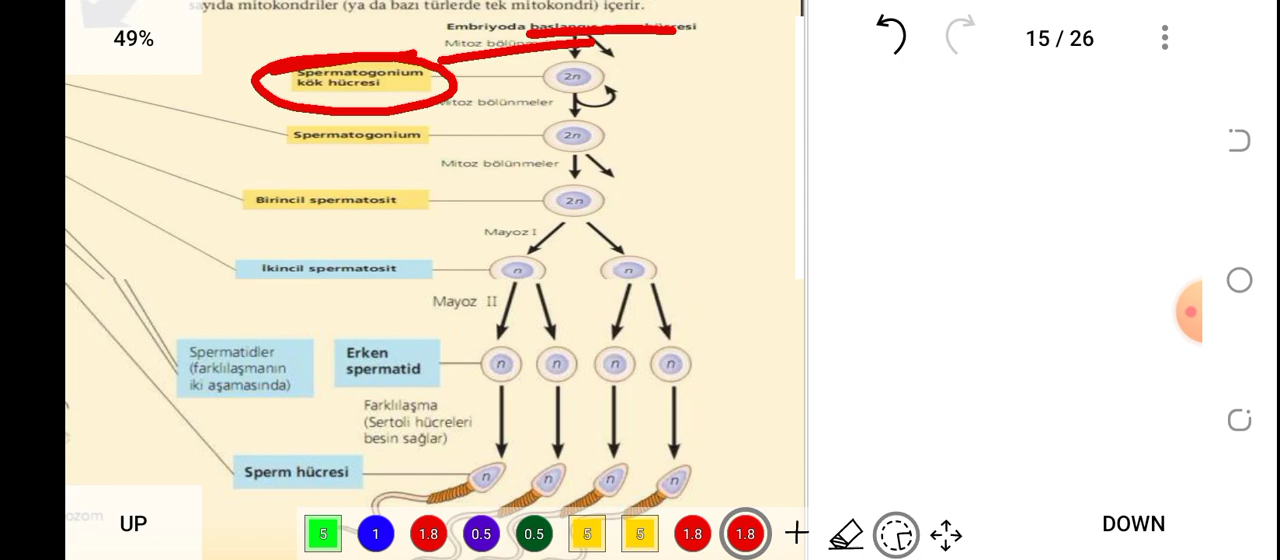 sayıda mitokondriler (ya da bazı türlerde tek mitokondri) içerir.
49%
15 / 26
Embriyoda
Mitoz
Spermatogonium
kök hücresi
2n
Mitoz bölünmeler
Spermatogonium
2n
Mitoz bölünmeler
Birincil spermatosit
2n
Mayoz I
İkincil spermatosit
n
n
Mayoz II
Spermatidler
(farklılaşmanın
iki aşamasında)
Erken
spermatid
n
n
n
n
Farklılaşma
(Sertoli hücreleri
besin sağlar)
Sperm hücresi
n
n
n
n
ozom
UP
5
1
1.8
0.5
0.5
5
5
1.8
1.8
DOWN